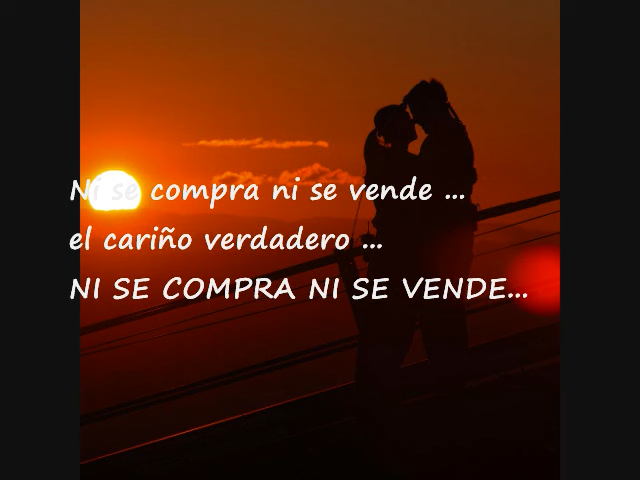 Ni se compra ni se vende ...
el cariño verdadero ...
NI SE COMPRA NI SE VENDE...